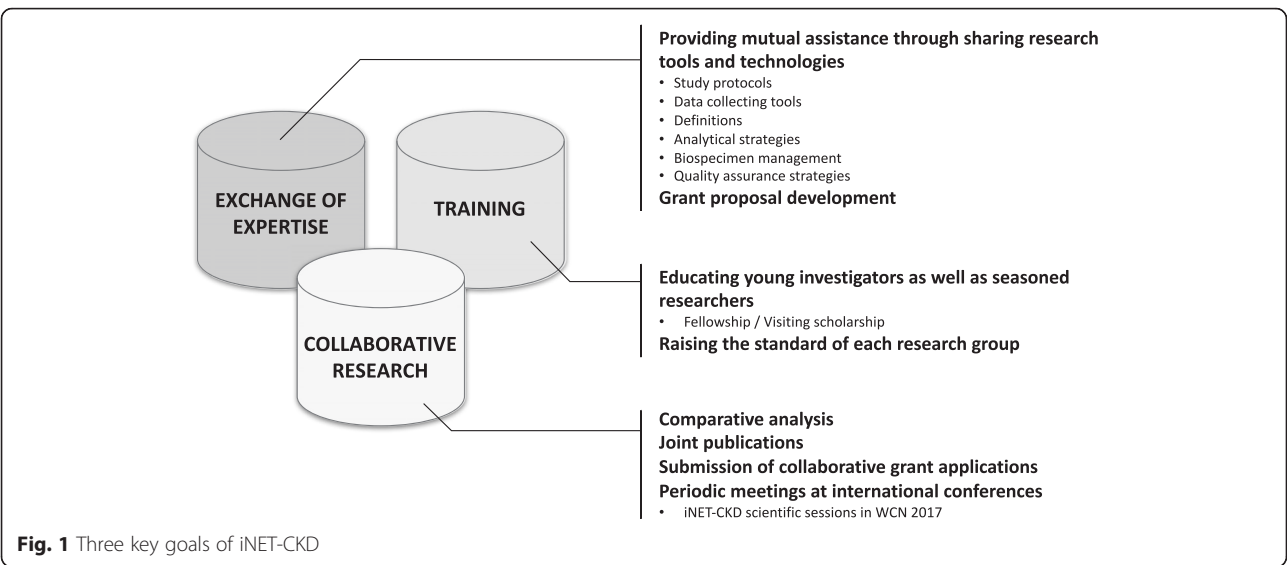 Providing mutual assistance through sharing research
tools and technologies
• Study protocols
• Data collecting tools
• Definitions
• Analytical strategies
• Biospecimen management
• Quality assurance strategies
Grant proposal development
EXCHANGE OF
EXPERTISE
TRAINING
Educating young investigators as well as seasoned
researchers
• Fellowship / Visiting scholarship
Raising the standard of each research group
COLLABORATIVE
RESEARCH
Comparative analysis
Joint publications
Submission of collaborative grant applications
Periodic meetings at international conferences
• iNET-CKD scientific sessions in WCN 2017
Fig. 1 Three key goals of iNET-CKD